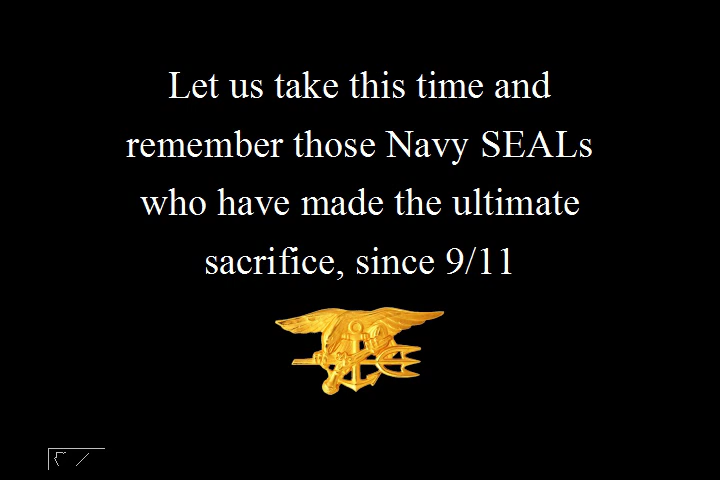 Let us take this time and
remember those Navy SEALs
who have made the ultimate
sacrifice, since 9/11